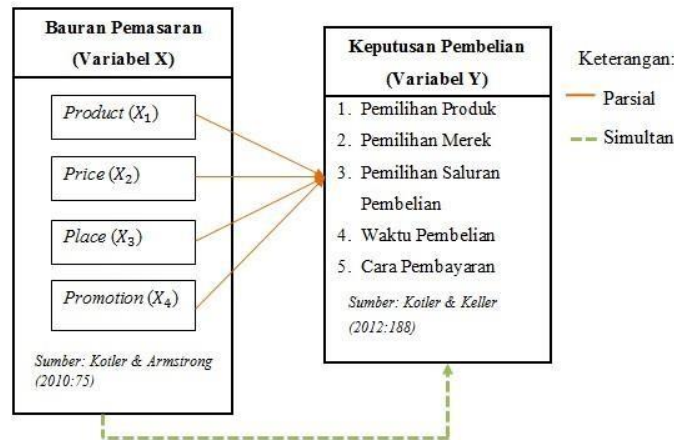 Bauran Pemasaran
(Variabel X)
Product (X₁)
Price (X₂)
Place (X₃)
Promotion (X₄)
Sumber: Kotler & Armstrong
(2010:75)
Keputusan Pembelian
(Variabel Y)
1. Pemilihan Produk
2. Pemilihan Merek
3. Pemilihan Saluran
Pembelian
4. Waktu Pembelian
5. Cara Pembayaran
Sumber: Kotler & Keller
(2012:188)
Keterangan:
Parsial
Simultan